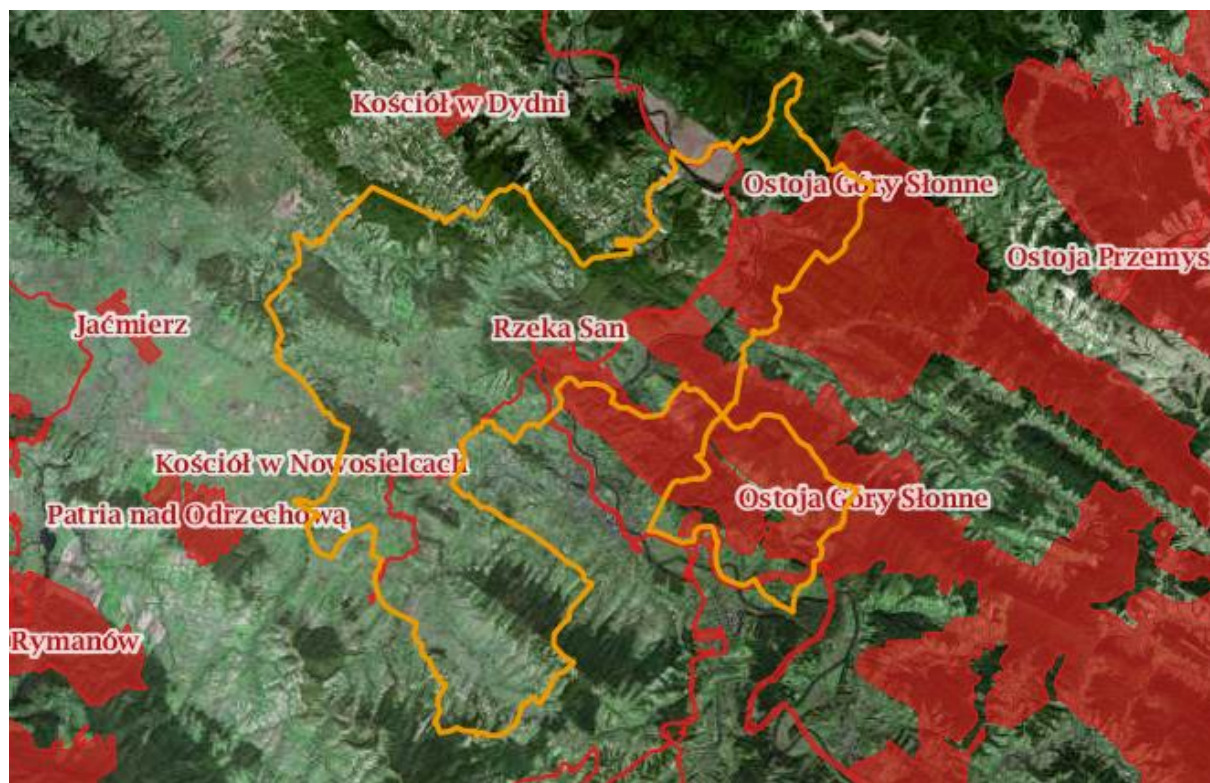 Kościół w Dydni
Ostoja Góry Słonne
Ostoja Przemys
Jaćmierz
Rzeka San
Kościół w Nowosielcach
Patria nad Odrzechową
Ostoja Góry Słonne
Rymanów